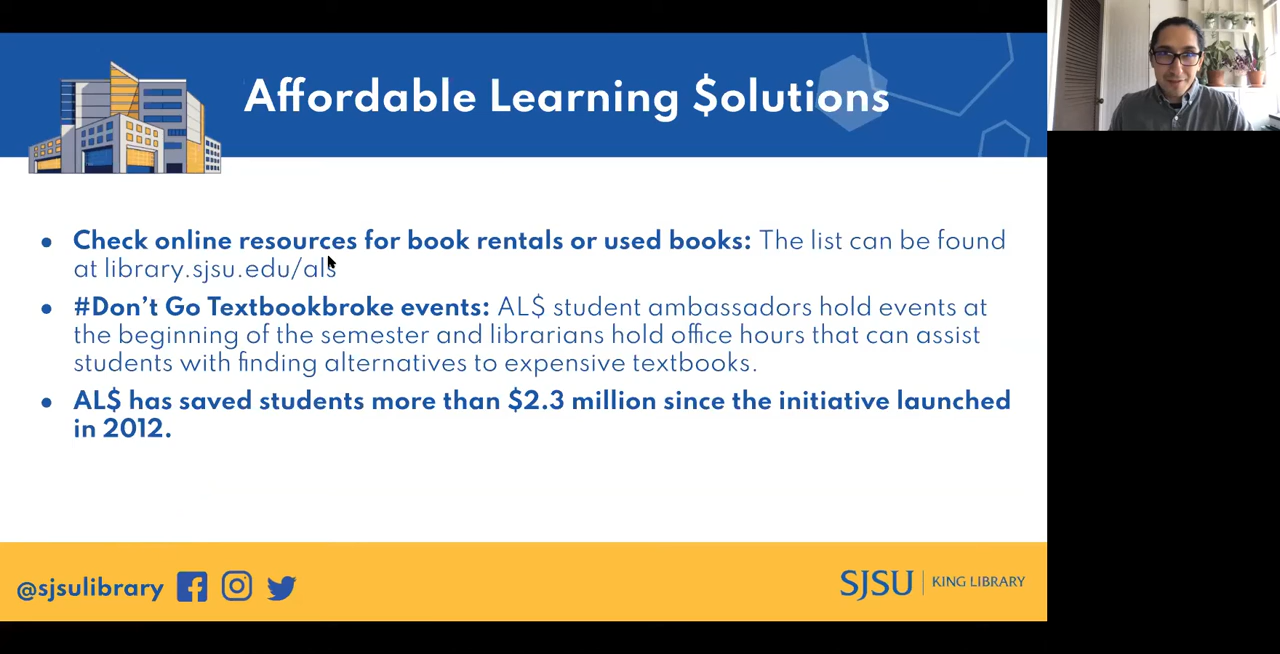 Affordable Learning $olutions
• Check online resources for book rentals or used books: The list can be found
at library.sjsu.edu/als
• #Don't Go Textbookbroke events: AL$ student ambassadors hold events at
the beginning of the semester and librarians hold office hours that can assist
students with finding alternatives to expensive textbooks.
• AL$ has saved students more than $2.3 million since the initiative launched
in 2012.
@sjsulibrary
SJSU | KING LIBRARY